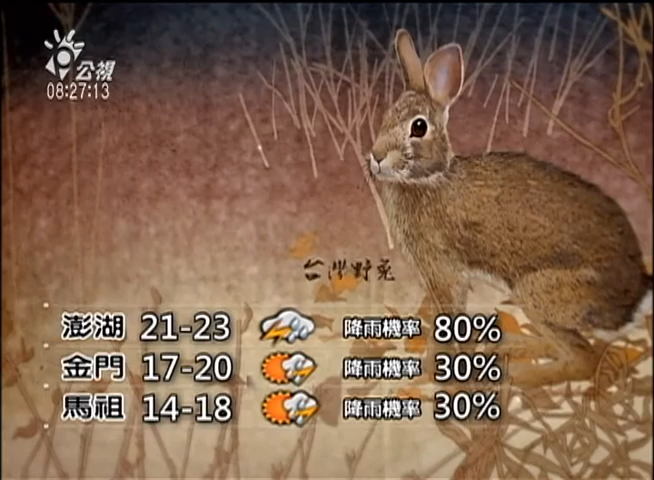 公視
08:27:13
台灣野兔
澎湖 21-23 降雨機率 80%
金門 17-20 降雨機率 30%
馬祖 14-18 降雨機率 30%